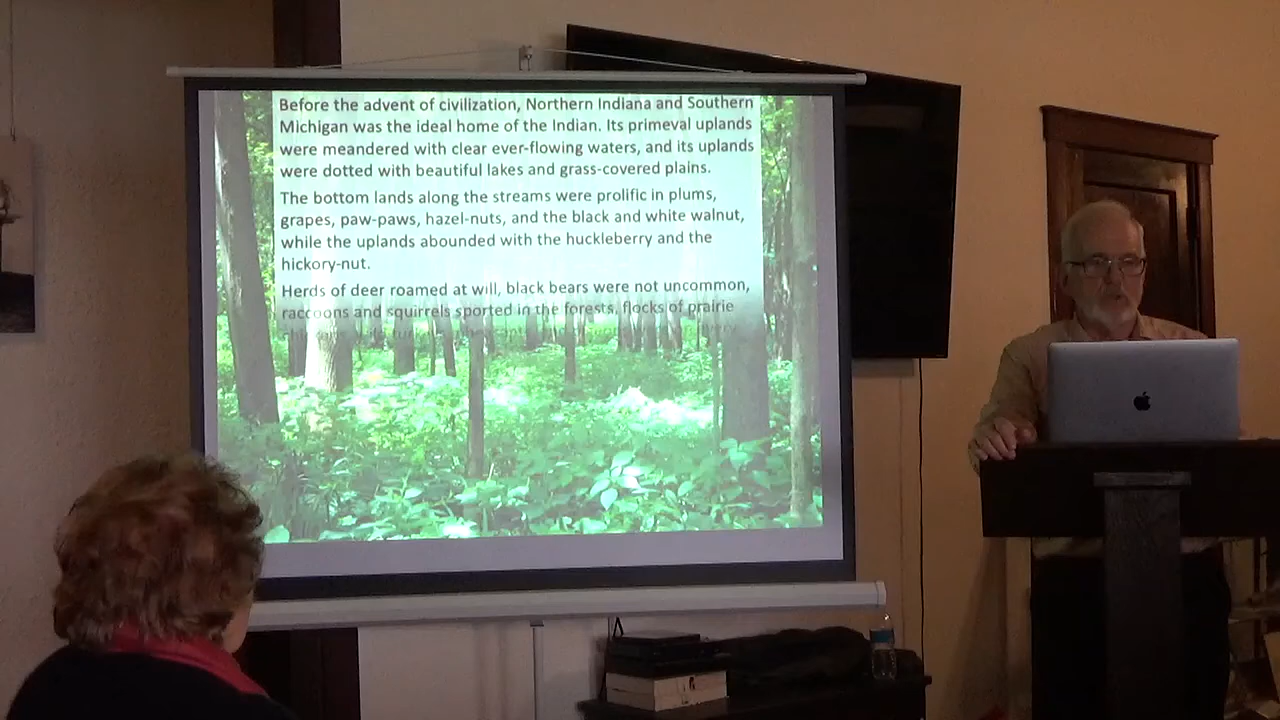 Before the advent of civilization, Northern Indiana and Southern
Michigan was the ideal home of the Indian. Its primeval uplands
were meandered with clear ever-flowing waters, and its uplands
were dotted with beautiful lakes and grass-covered plains.
The bottom lands along the streams were prolific in plums,
grapes, paw-paws, hazel-nuts, and the black and white walnut,
while the uplands abounded with the huckleberry and the
hickory-nut.
Herds of deer roamed at will, black bears were not uncommon,
raccoons and squirrels sported in the forests, flocks of prairie